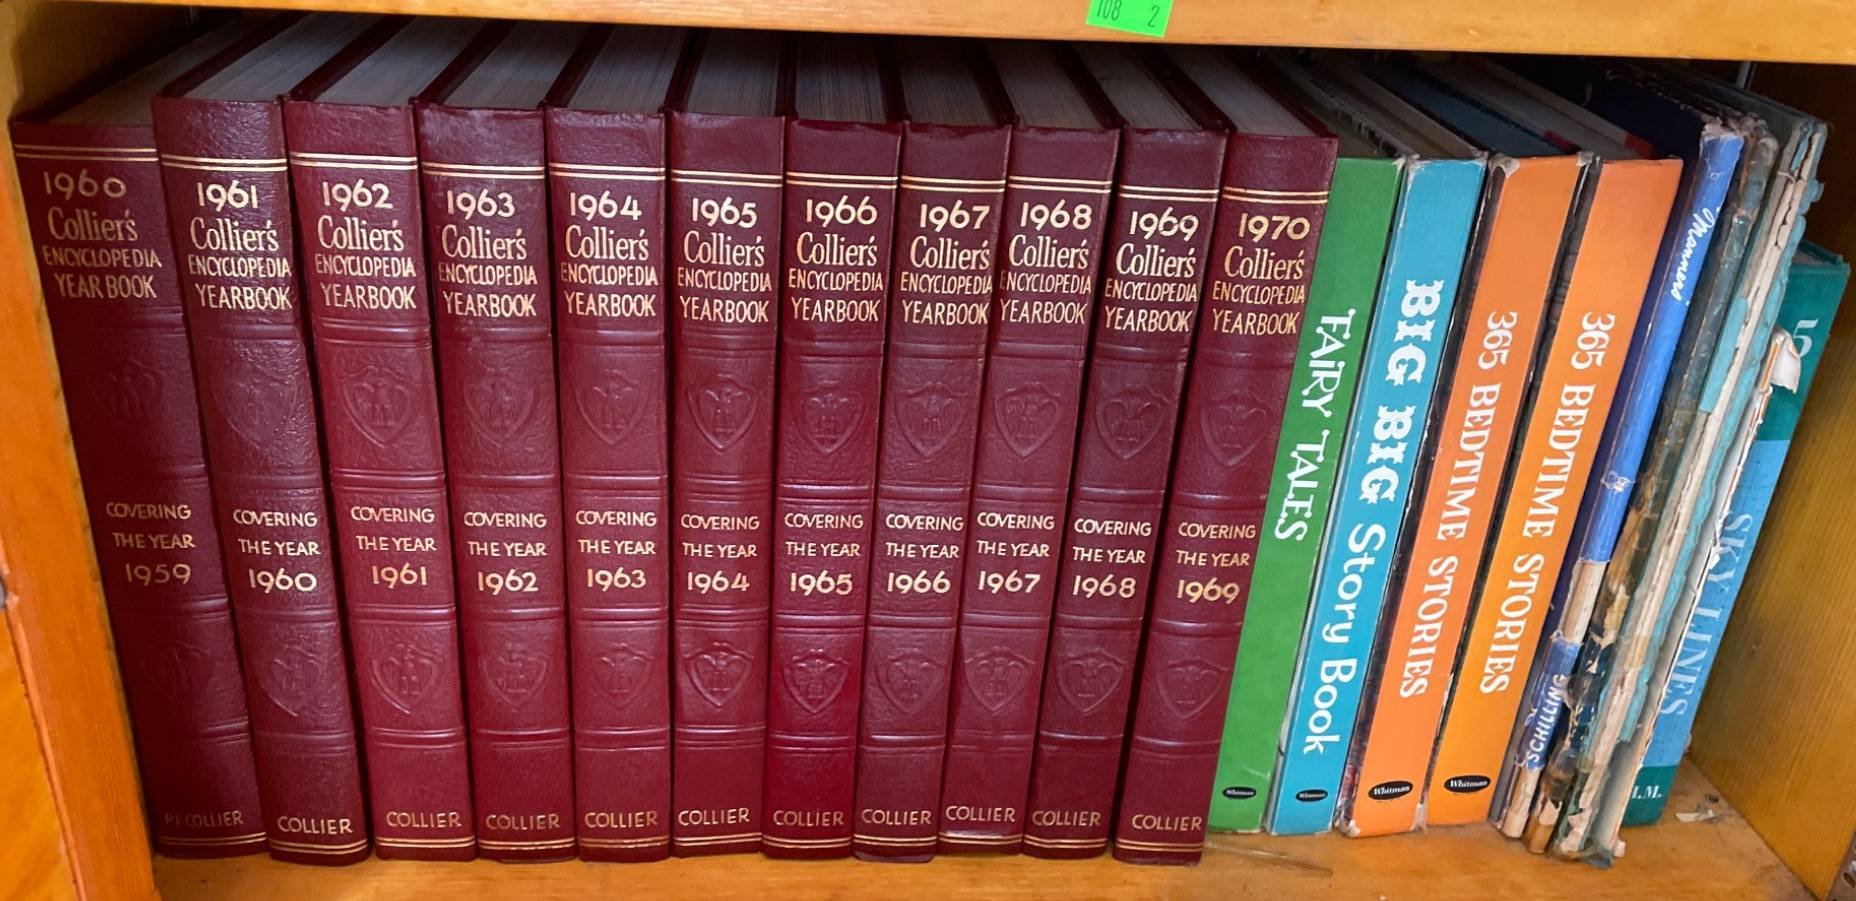 108 2
1960
Collier's
ENCYCLOPEDIA
YEAR BOOK
COVERING
THE YEAR
1959
P.F. COLLIER
1961
Collier's
ENCYCLOPEDIA
YEARBOOK
COVERING
THE YEAR
1960
COLLIER
1962
Collier's
ENCYCLOPEDIA
YEARBOOK
COVERING
THE YEAR
1961
COLLIER
1963
Collier's
ENCYCLOPEDIA
YEARBOOK
COVERING
THE YEAR
1962
COLLIER
1964
Collier's
ENCYCLOPEDIA
YEARBOOK
COVERING
THE YEAR
1963
COLLIER
1965
Collier's
ENCYCLOPEDIA
YEARBOOK
COVERING
THE YEAR
1964
COLLIER
1966
Collier's
ENCYCLOPEDIA
YEARBOOK
COVERING
THE YEAR
1965
COLLIER
1967
Collier's
ENCYCLOPEDIA
YEARBOOK
COVERING
THE YEAR
1966
COLLIER
1968
Collier's
ENCYCLOPEDIA
YEARBOOK
COVERING
THE YEAR
1967
COLLIER
1969
Collier's
ENCYCLOPEDIA
YEARBOOK
COVERING
THE YEAR
1968
COLLIER
1970
Collier's
ENCYCLOPEDIA
YEARBOOK
COVERING
THE YEAR
1969
COLLIER
FAIRY TALES
Whitman
BIG BIG Story Book
Whitman
365 BEDTIME STORIES
Whitman
365 BEDTIME STORIES
Whitman
Manners
SCHILLING
SKY LINES